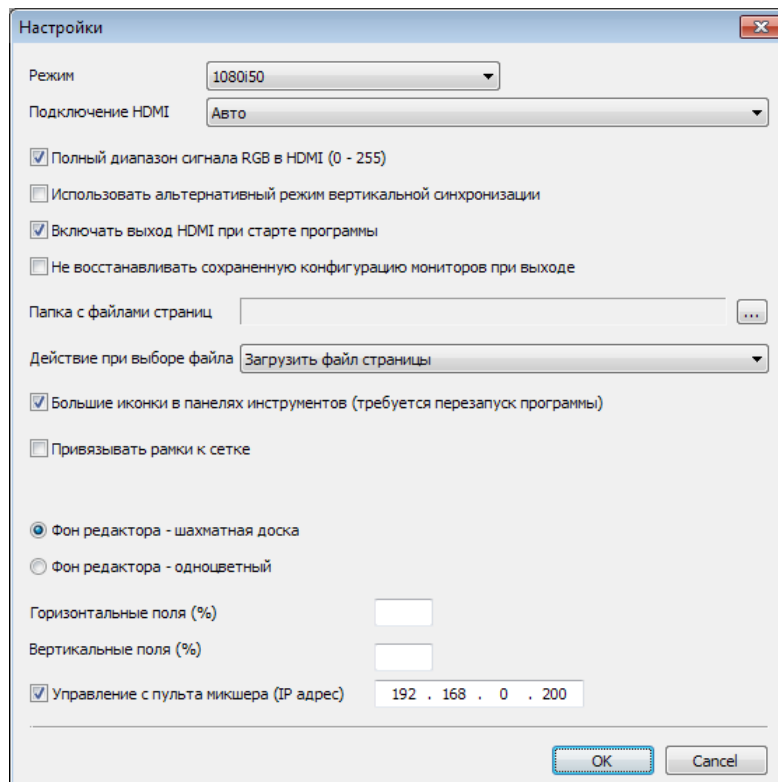 Настройки
Режим 1080i50
Подключение HDMI Авто
Полный диапазон сигнала RGB в HDMI (0 - 255)
Использовать альтернативный режим вертикальной синхронизации
Включать выход HDMI при старте программы
Не восстанавливать сохраненную конфигурацию мониторов при выходе
Папка с файлами страниц ...
Действие при выборе файла Загрузить файл страницы
Большие иконки в панелях инструментов (требуется перезапуск программы)
Привязывать рамки к сетке
Фон редактора - шахматная доска
Фон редактора - одноцветный
Горизонтальные поля (%)
Вертикальные поля (%)
Управление с пульта микшера (IP адрес) 192 . 168 . 0 . 200
OK Cancel